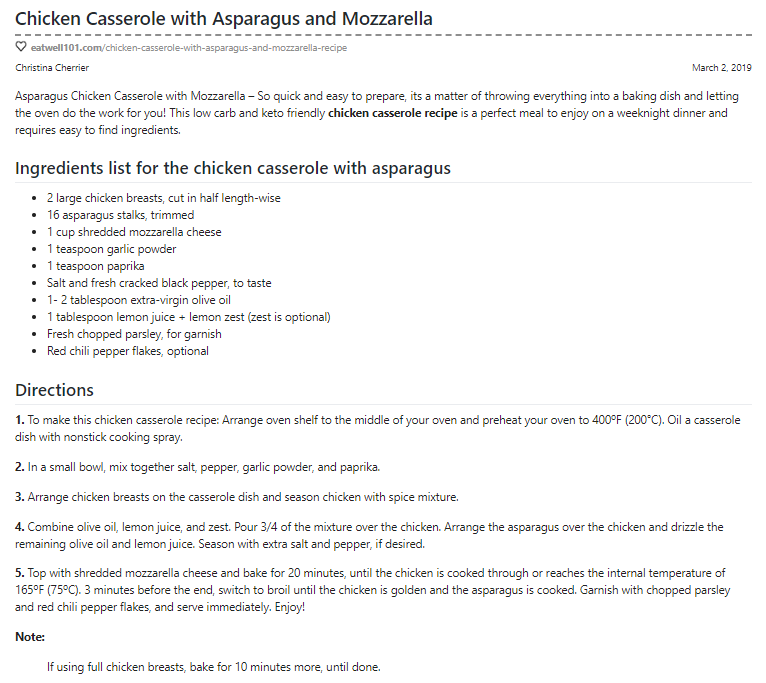 Chicken Casserole with Asparagus and Mozzarella
eatwell101.com/chicken-casserole-with-asparagus-and-mozzarella-recipe
Christina Cherrier March 2, 2019
Asparagus Chicken Casserole with Mozzarella – So quick and easy to prepare, its a matter of throwing everything into a baking dish and letting
the oven do the work for you! This low carb and keto friendly chicken casserole recipe is a perfect meal to enjoy on a weeknight dinner and
requires easy to find ingredients.
Ingredients list for the chicken casserole with asparagus
• 2 large chicken breasts, cut in half length-wise
• 16 asparagus stalks, trimmed
• 1 cup shredded mozzarella cheese
• 1 teaspoon garlic powder
• 1 teaspoon paprika
• Salt and fresh cracked black pepper, to taste
• 1- 2 tablespoon extra-virgin olive oil
• 1 tablespoon lemon juice + lemon zest (zest is optional)
• Fresh chopped parsley, for garnish
• Red chili pepper flakes, optional
Directions
1. To make this chicken casserole recipe: Arrange oven shelf to the middle of your oven and preheat your oven to 400ºF (200°C). Oil a casserole
dish with nonstick cooking spray.
2. In a small bowl, mix together salt, pepper, garlic powder, and paprika.
3. Arrange chicken breasts on the casserole dish and season chicken with spice mixture.
4. Combine olive oil, lemon juice, and zest. Pour 3/4 of the mixture over the chicken. Arrange the asparagus over the chicken and drizzle the
remaining olive oil and lemon juice. Season with extra salt and pepper, if desired.
5. Top with shredded mozzarella cheese and bake for 20 minutes, until the chicken is cooked through or reaches the internal temperature of
165ºF (75ºC). 3 minutes before the end, switch to broil until the chicken is golden and the asparagus is cooked. Garnish with chopped parsley
and red chili pepper flakes, and serve immediately. Enjoy!
Note:
If using full chicken breasts, bake for 10 minutes more, until done.